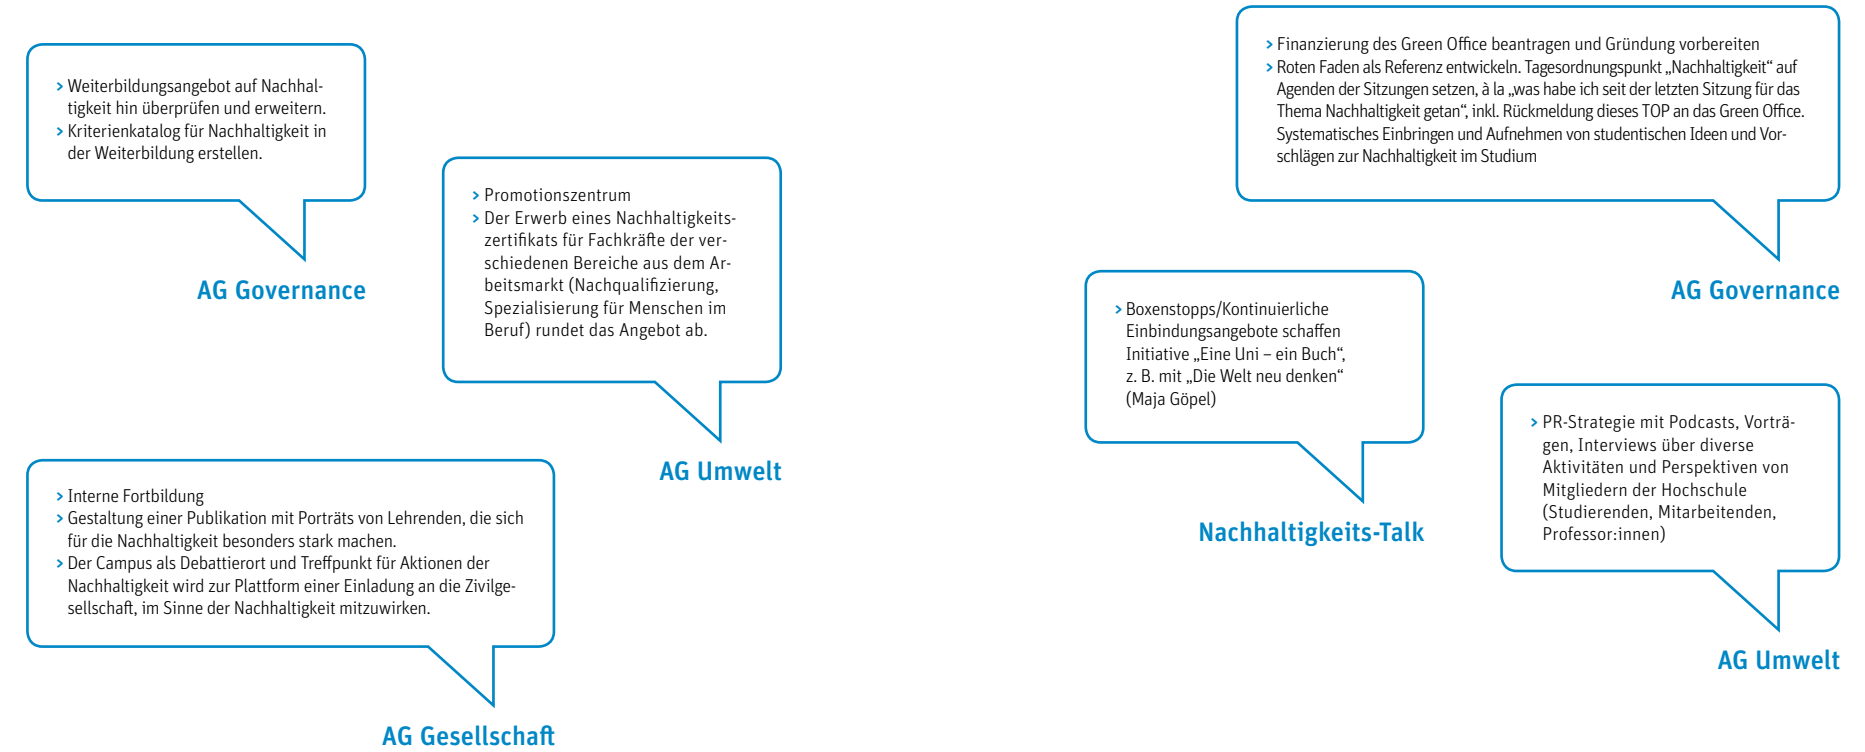 > Weiterbildungsangebot auf Nachhal-
tigkeit hin überprüfen und erweitern.
> Kriterienkatalog für Nachhaltigkeit in
der Weiterbildung erstellen.
AG Governance
> Promotionszentrum
> Der Erwerb eines Nachhaltigkeits-
zertifikats für Fachkräfte der ver-
schiedenen Bereiche aus dem Ar-
beitsmarkt (Nachqualifizierung,
Spezialisierung für Menschen im
Beruf) rundet das Angebot ab.
AG Umwelt
> Interne Fortbildung
> Gestaltung einer Publikation mit Porträts von Lehrenden, die sich
für die Nachhaltigkeit besonders stark machen.
> Der Campus als Debattierort und Treffpunkt für Aktionen der
Nachhaltigkeit wird zur Plattform einer Einladung an die Zivilge-
sellschaft, im Sinne der Nachhaltigkeit mitzuwirken.
AG Gesellschaft
> Finanzierung des Green Office beantragen und Gründung vorbereiten
> Roten Faden als Referenz entwickeln. Tagesordnungspunkt „Nachhaltigkeit“ auf
Agenden der Sitzungen setzen, à la „was habe ich seit der letzten Sitzung für das
Thema Nachhaltigkeit getan“, inkl. Rückmeldung dieses TOP an das Green Office.
Systematisches Einbringen und Aufnehmen von studentischen Ideen und Vor-
schlägen zur Nachhaltigkeit im Studium
AG Governance
> Boxenstopps/Kontinuierliche
Einbindungsangebote schaffen
Initiative „Eine Uni – ein Buch“,
z. B. mit „Die Welt neu denken“
(Maja Göpel)
Nachhaltigkeits-Talk
> PR-Strategie mit Podcasts, Vorträ-
gen, Interviews über diverse
Aktivitäten und Perspektiven von
Mitgliedern der Hochschule
(Studierenden, Mitarbeitenden,
Professor:innen)
AG Umwelt